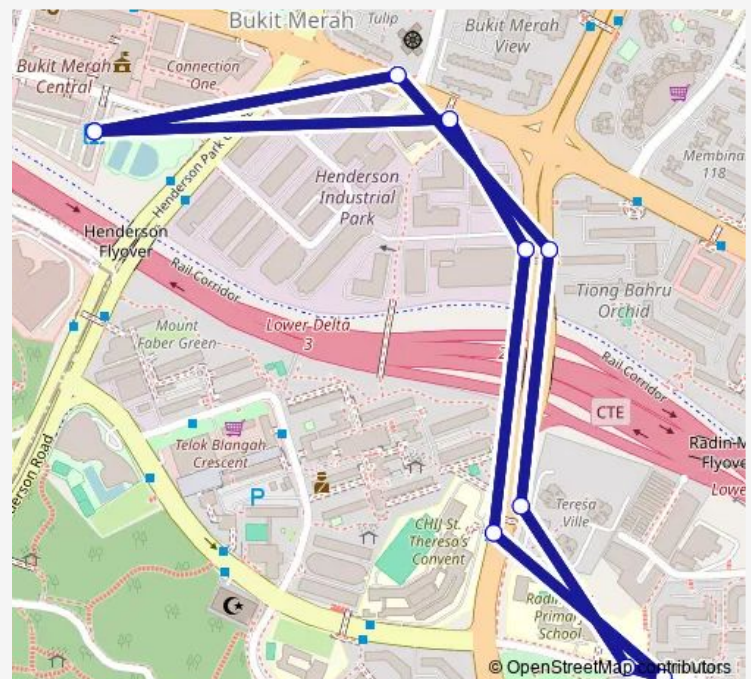 Bukit Merah
Tulip
Bukit Merah
View
Bukit Merah
Central
Connection
One
Membina
118
Henderson
Industrial
Park
Henderson
Flyover
Rail Corridor
Tiong Bahru
Orchid
Mount
Faber Green
Lower Delta
3
2
Rail Corridor
CTE
Telok Blangah
Crescent
P
CHIJ St.
Theresa's
Convent
Teresa
Ville
Primary
School
© OpenStreetMap contributors